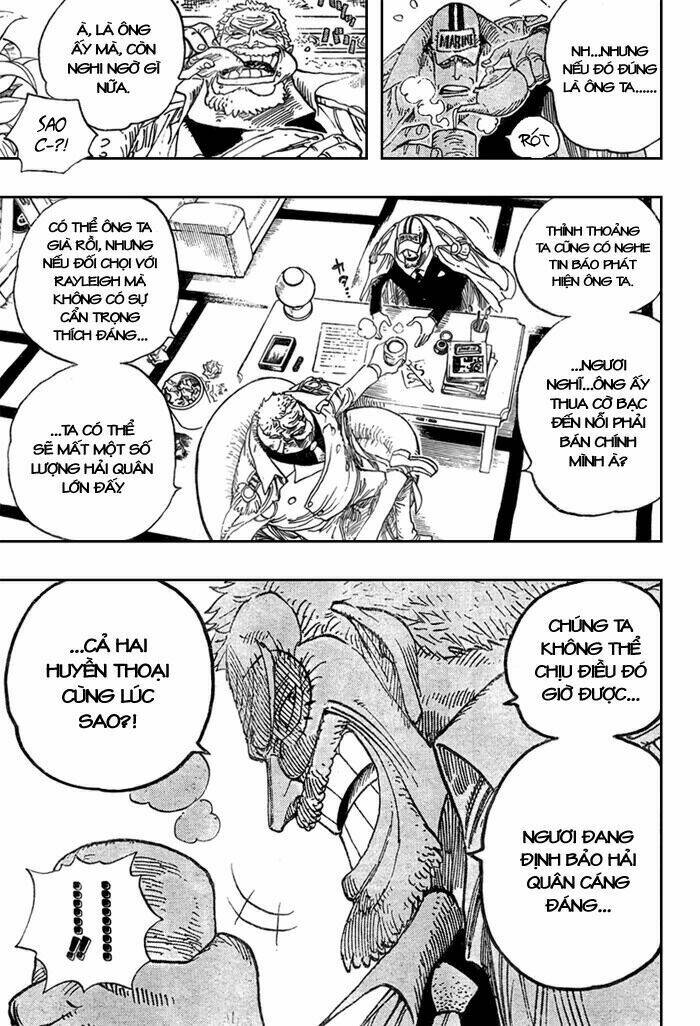 NH...NHƯNG
NẾU ĐÓ ĐÚNG
LÀ ÔNG TA.......
MARINE
RÓT
À, LÀ ÔNG
ẤY MÀ, CÒN
NGHI NGỜ GÌ
NỮA.
SAO
C-?!
THỈNH THOẢNG
TA CŨNG CÓ NGHE
TIN BÁO PHÁT
HIỆN ÔNG TA.
...NGƯƠI
NGHĨ...ÔNG ẤY
THUA CỜ BẠC
ĐẾN NỖI PHẢI
BÁN CHÍNH
MÌNH À?
CÓ THỂ ÔNG TA
GIÀ RỒI, NHƯNG
NẾU ĐỐI CHỌI VỚI
RAYLEIGH MÀ
KHÔNG CÓ SỰ
CẨN TRỌNG
THÍCH ĐÁNG...
...TA CÓ THỂ
SẼ MẤT MỘT SỐ
LƯỢNG HẢI QUÂN
LỚN ĐẤY.
CHÚNG TA
KHÔNG THỂ
CHỊU ĐIỀU ĐÓ
GIỜ ĐƯỢC...
NGƯƠI ĐANG
ĐỊNH BẢO HẢI
QUÂN CÁNG
ĐÁNG...
...CẢ HAI
HUYỀN THOẠI
CÙNG LÚC
SAO?!